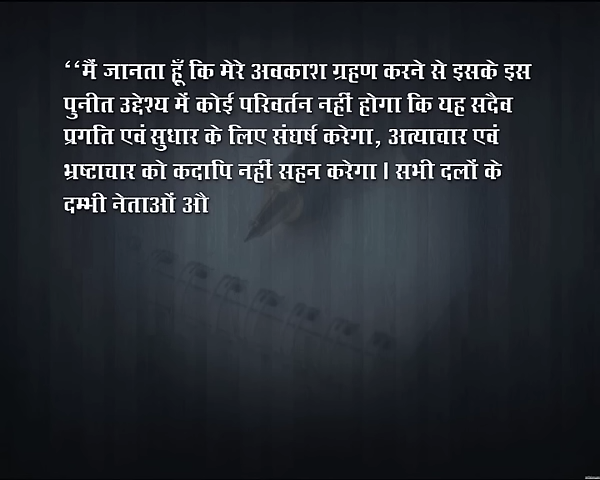 “मैं जानता हूँ कि मेरे अवकाश ग्रहण करने से इसके इस
पुनीत उद्देश्य में कोई परिवर्तन नहीं होगा कि यह सदैव
प्रगति एवं सुधार के लिए संघर्ष करेगा, अत्याचार एवं
भ्रष्टाचार को कदापि नहीं सहन करेगा । सभी दलों के
दम्भी नेताओं औ